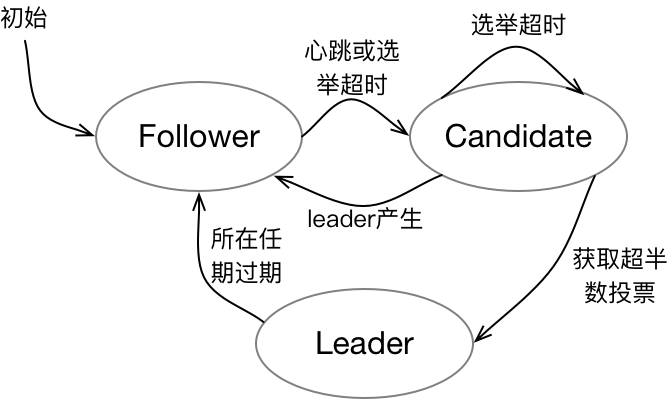 初始
选举超时
心跳或选
举超时
Follower
Candidate
leader产生
所在任
期过期
获取超半
数投票
Leader